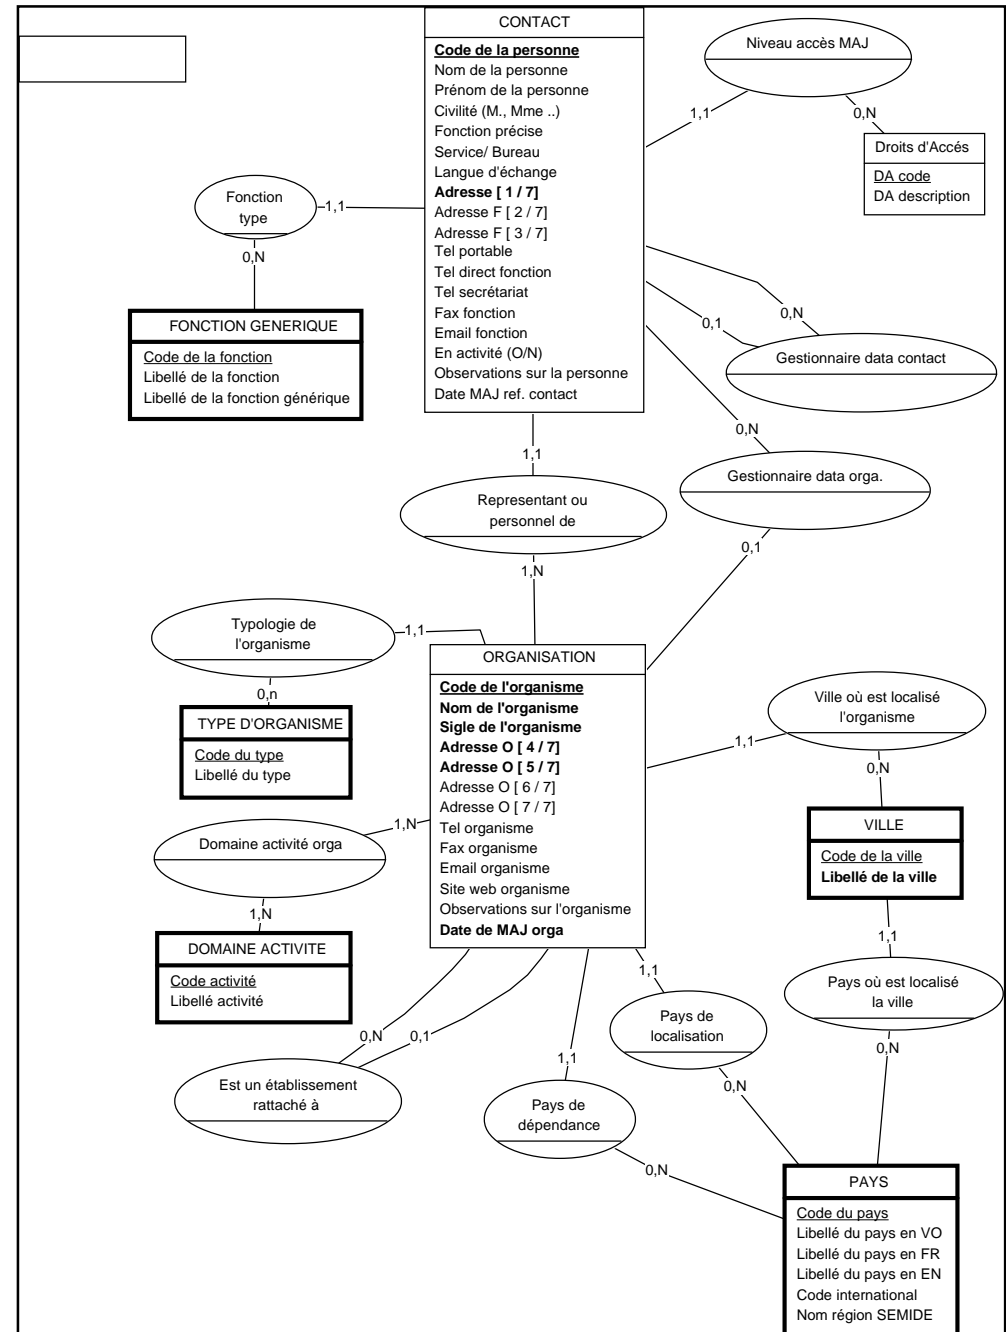 CONTACT
Code de la personne
Nom de la personne
Prénom de la personne
Civilité (M., Mme ..)
Fonction précise
Service/ Bureau
Langue d'échange
Adresse [ 1 / 7]
Adresse F [ 2 / 7]
Adresse F [ 3 / 7]
Tel portable
Tel direct fonction
Tel secrétariat
Fax fonction
Email fonction
En activité (O/N)
Observations sur la personne
Date MAJ ref. contact
Niveau accès MAJ
1,1
0,N
Droits d'Accés
DA code
DA description
Fonction
type
1,1
0,N
FONCTION GENERIQUE
Code de la fonction
Libellé de la fonction
Libellé de la fonction générique
0,N
0,1
Gestionnaire data contact
0,N
Gestionnaire data orga.
0,1
1,1
Representant ou
personnel de
1,N
Typologie de
l'organisme
1,1
0,n
TYPE D'ORGANISME
Code du type
Libellé du type
ORGANISATION
Code de l'organisme
Nom de l'organisme
Sigle de l'organisme
Adresse O [ 4 / 7]
Adresse O [ 5 / 7]
Adresse O [ 6 / 7]
Adresse O [ 7 / 7]
Tel organisme
Fax organisme
Email organisme
Site web organisme
Observations sur l'organisme
Date de MAJ orga
Ville où est localisé
l'organisme
1,1
0,N
VILLE
Code de la ville
Libellé de la ville
1,N
Domaine activité orga
1,N
DOMAINE ACTIVITE
Code activité
Libellé activité
1,1
Pays où est localisé
la ville
0,N
0,N
0,1
Est un établissement
rattaché à
1,1
Pays de
localisation
0,N
1,1
Pays de
dépendance
0,N
PAYS
Code du pays
Libellé du pays en VO
Libellé du pays en FR
Libellé du pays en EN
Code international
Nom région SEMIDE